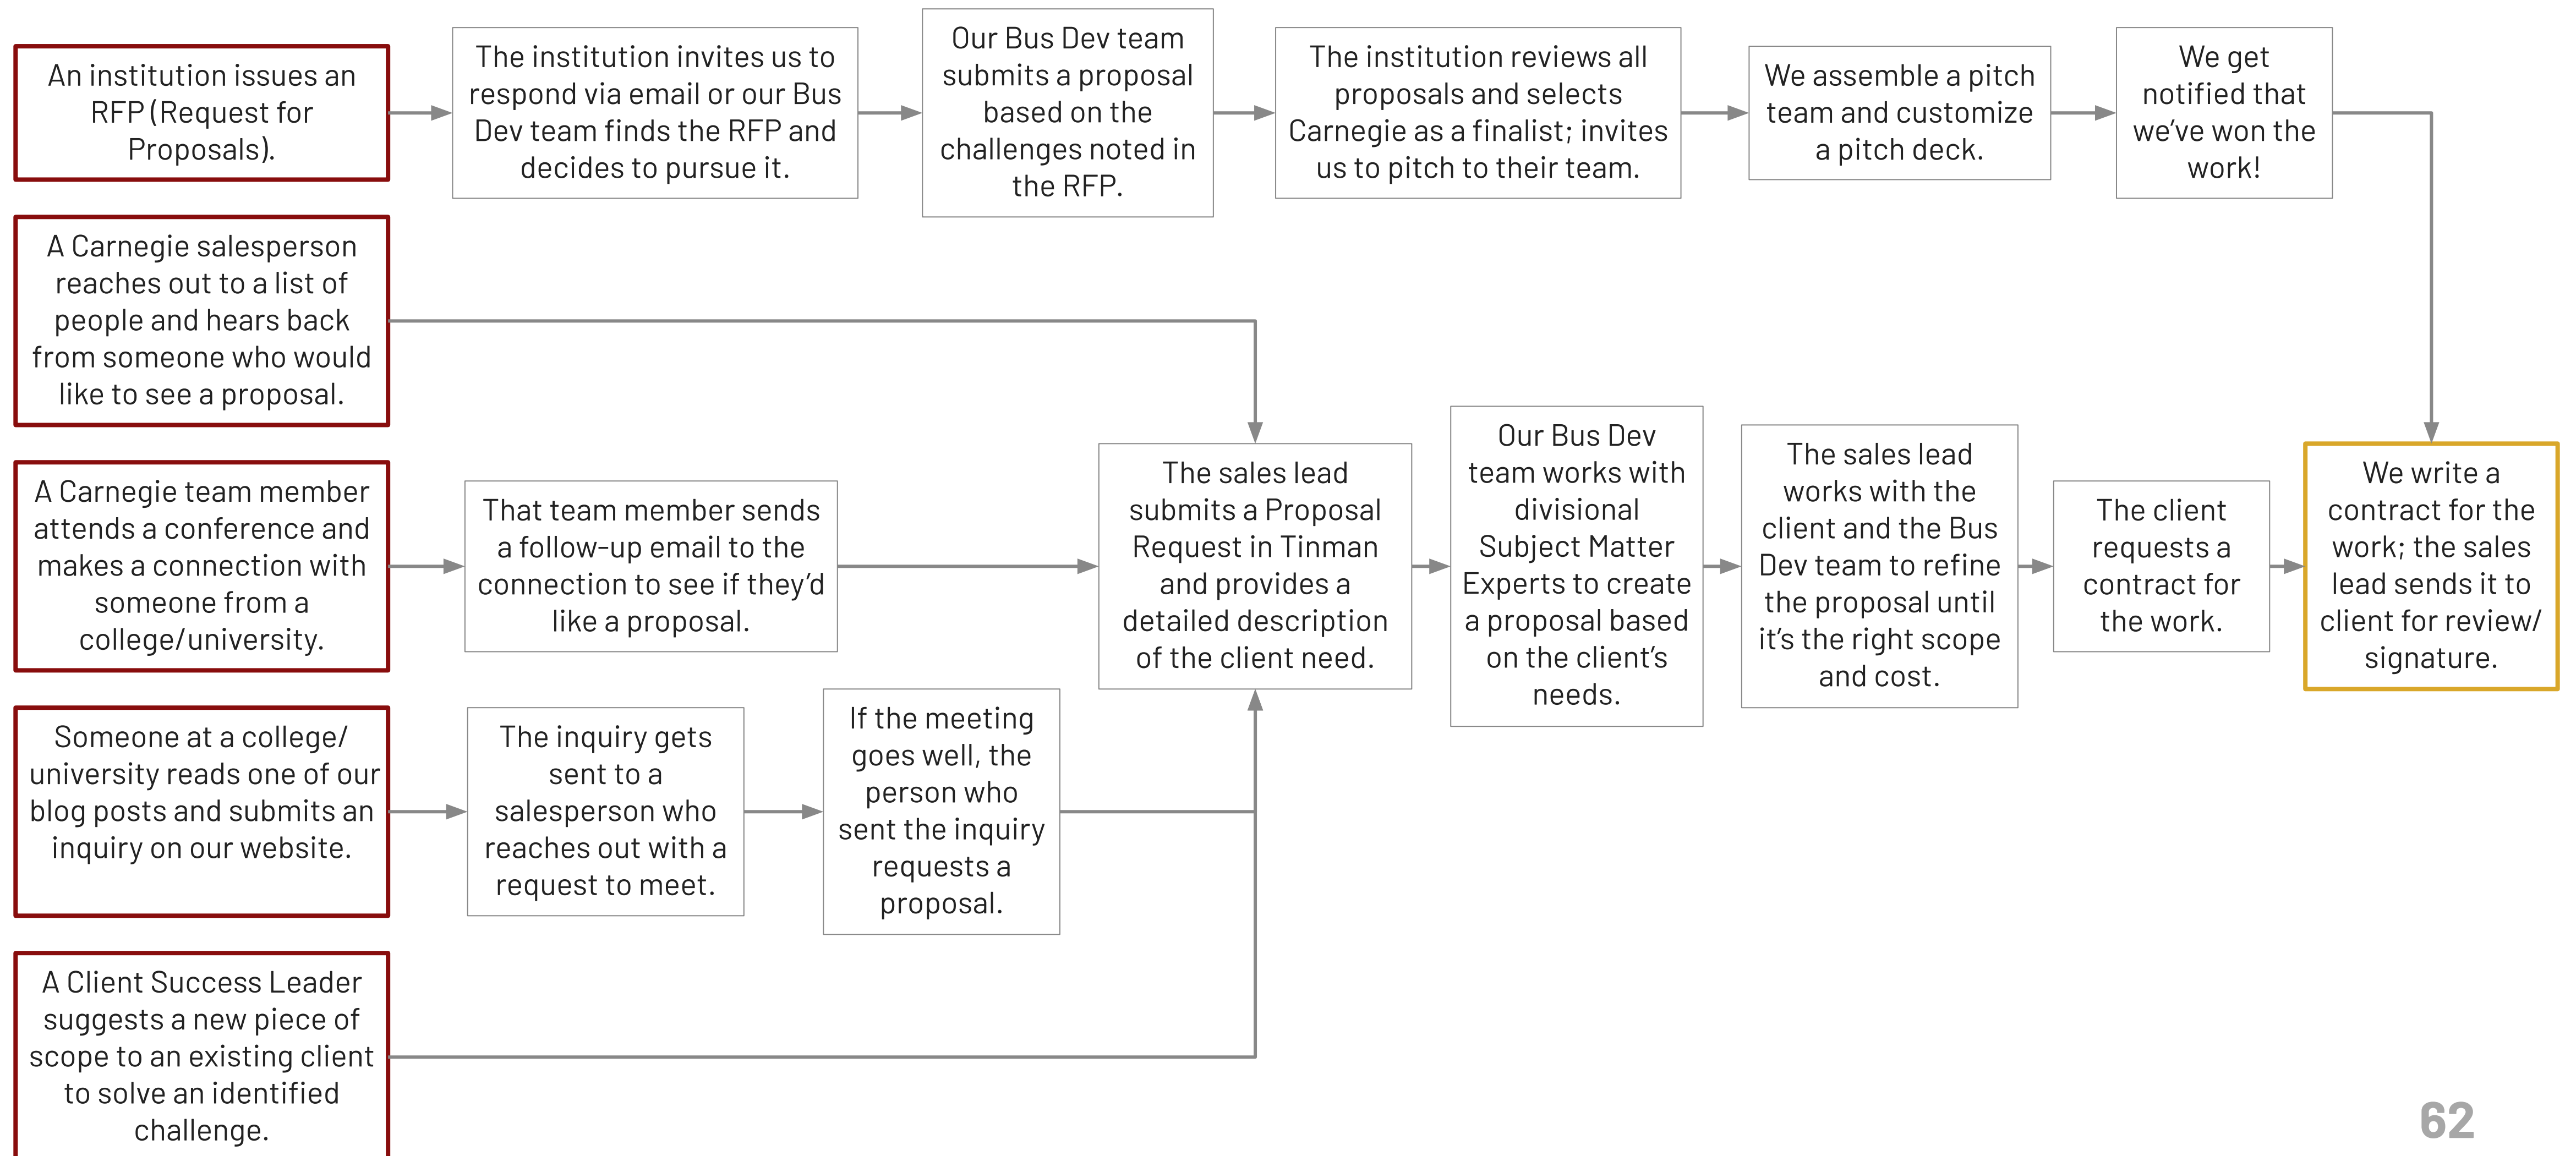 An institution issues an
RFP (Request for
Proposals).
The institution invites us to
respond via email or our Bus
Dev team finds the RFP and
decides to pursue it.
Our Bus Dev team
submits a proposal
based on the
challenges noted in
the RFP.
The institution reviews all
proposals and selects
Carnegie as a finalist; invites
us to pitch to their team.
We assemble a pitch
team and customize
a pitch deck.
We get
notified that
we’ve won the
work!
A Carnegie salesperson
reaches out to a list of
people and hears back
from someone who would
like to see a proposal.
A Carnegie team member
attends a conference and
makes a connection with
someone from a
college/university.
That team member sends
a follow-up email to the
connection to see if they’d
like a proposal.
The sales lead
submits a Proposal
Request in Tinman
and provides a
detailed description
of the client need.
Our Bus Dev
team works with
divisional
Subject Matter
Experts to create
a proposal based
on the client’s
needs.
The sales lead
works with the
client and the Bus
Dev team to refine
the proposal until
it’s the right scope
and cost.
The client
requests a
contract for
the work.
We write a
contract for the
work; the sales
lead sends it to
client for review/
signature.
Someone at a college/
university reads one of our
blog posts and submits an
inquiry on our website.
The inquiry gets
sent to a
salesperson who
reaches out with a
request to meet.
If the meeting
goes well, the
person who
sent the inquiry
requests a
proposal.
A Client Success Leader
suggests a new piece of
scope to an existing client
to solve an identified
challenge.
62